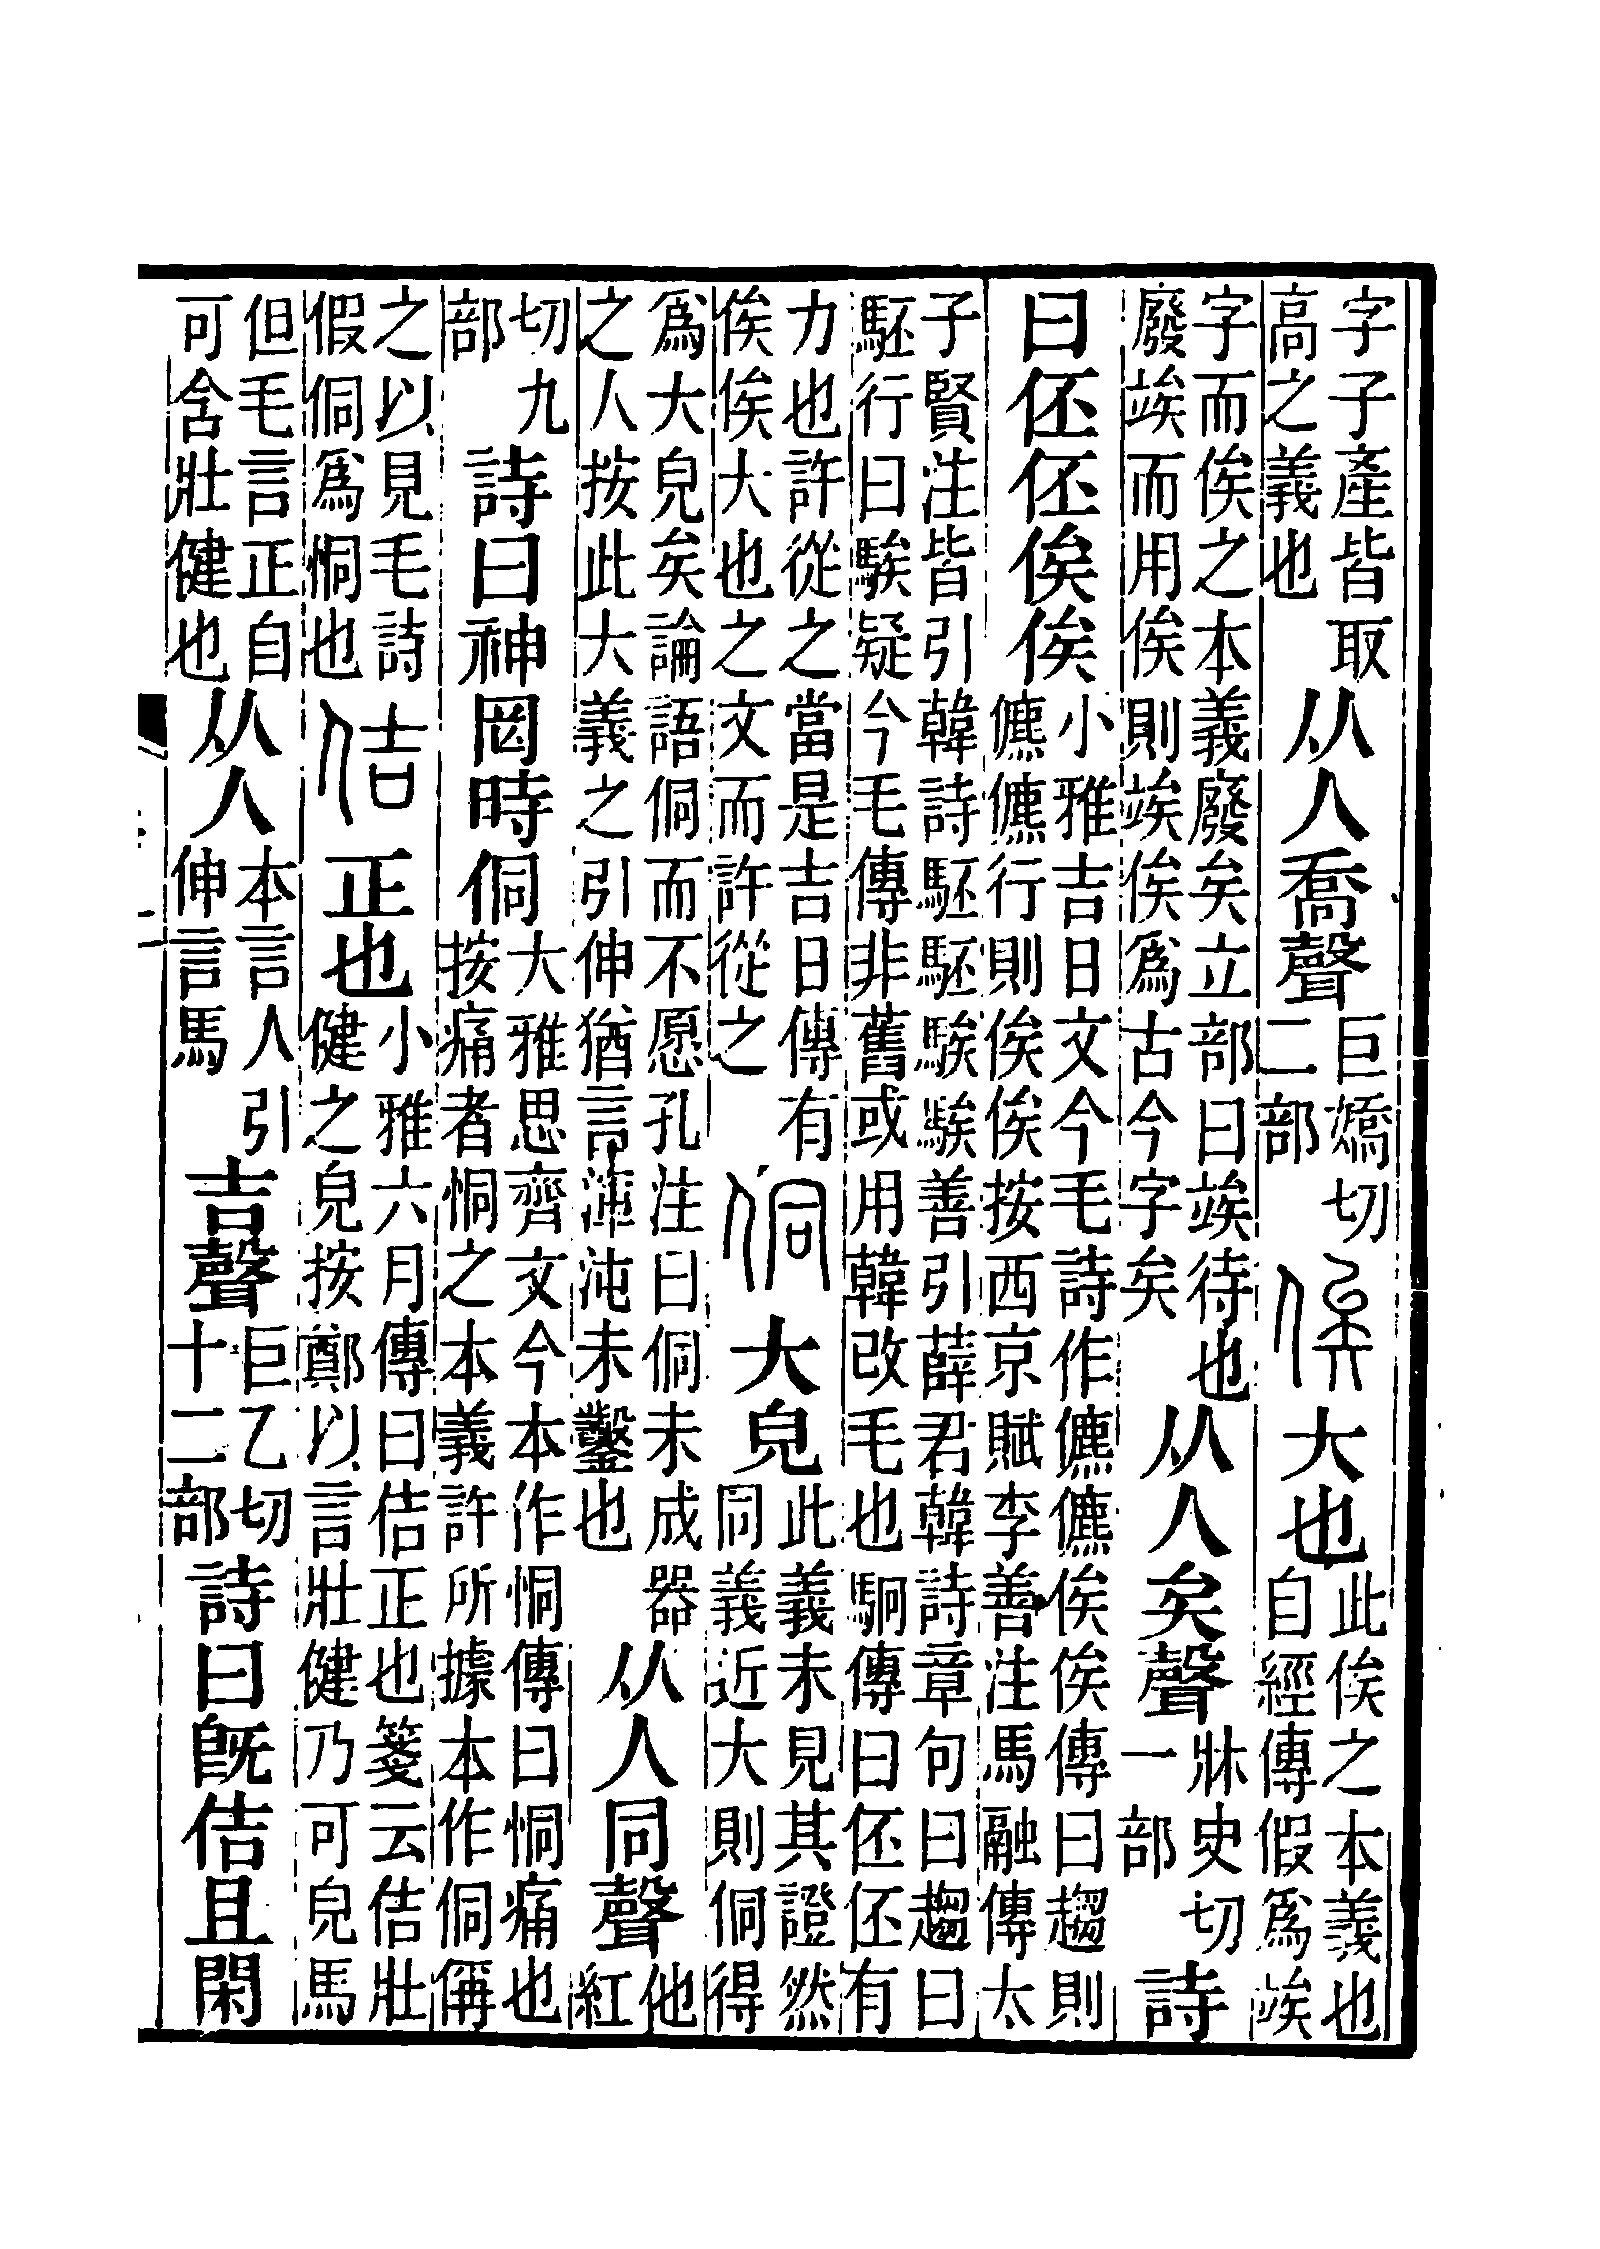 字子產皆取高之義也从人喬聲巨嬌切二部俟大也此俟之本義也自經傳假爲竢
字而俟之本義廢矣立部曰竢待也廢竢而用俟則竢俟爲古今字矣从人矣聲牀史切一部詩
曰伾伾俟俟小雅吉日文今毛詩作儦儦俟俟傳曰趨則儦儦行則俟俟按西京賦李善注馬融傳太
子賢注皆引韓詩駓駓騃騃善引薛君韓詩章句曰趨曰駓行曰騃疑今毛傳非舊或用韓改毛也駉傳曰伾伾有
力也許從之當是吉日傳有俟俟大也之文而許從之侗大皃此義未見其證然同義近大則侗得
爲大皃矣論語侗而不愿孔注曰侗未成器之人按此大義之引伸猶言渾沌未鑿也从人同聲他紅
切九部詩曰神罔時侗大雅思齊文今本作恫傳曰恫痛也按痛者恫之本義許所據本作侗偁
之以見毛詩假侗爲恫也佶正也小雅六月傳曰佶正也箋云佶壯健之皃按鄭以言壯健乃可皃馬
但毛言正自可含壯健也从人本言人引伸言馬吉聲巨乙切十二部詩曰旣佶且閑